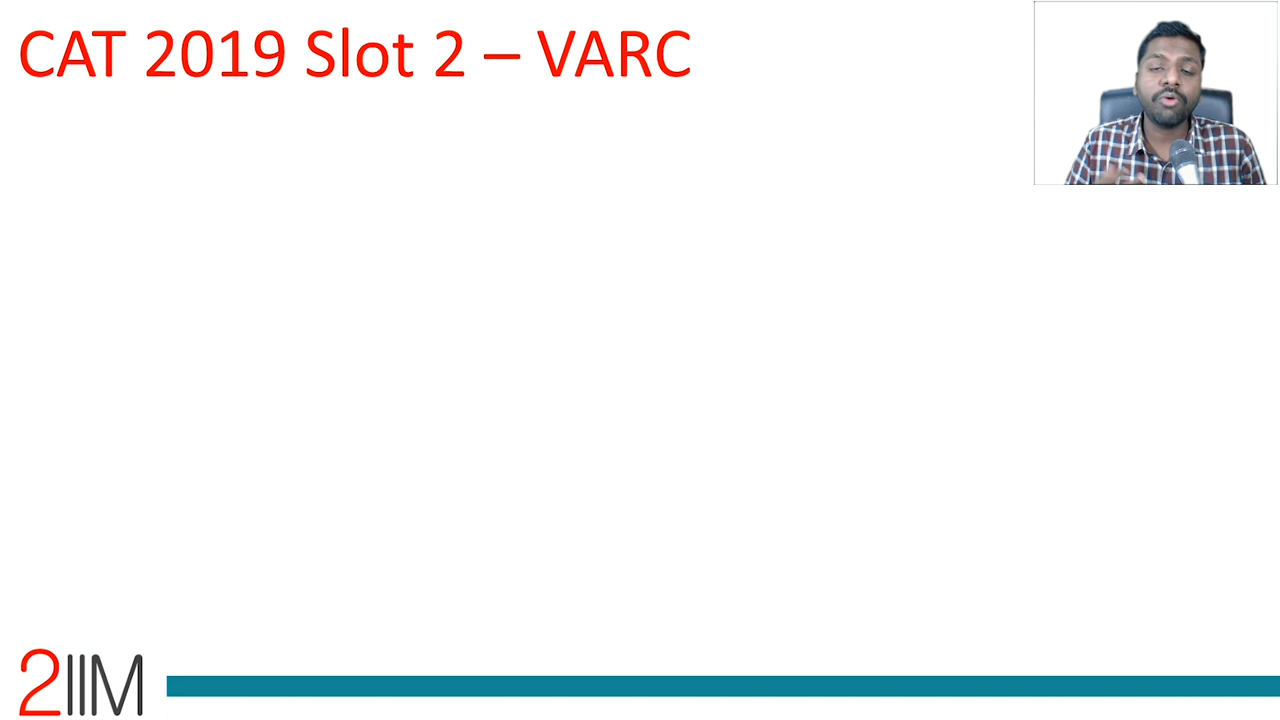 CAT 2019 Slot 2 – VARC
2IIM